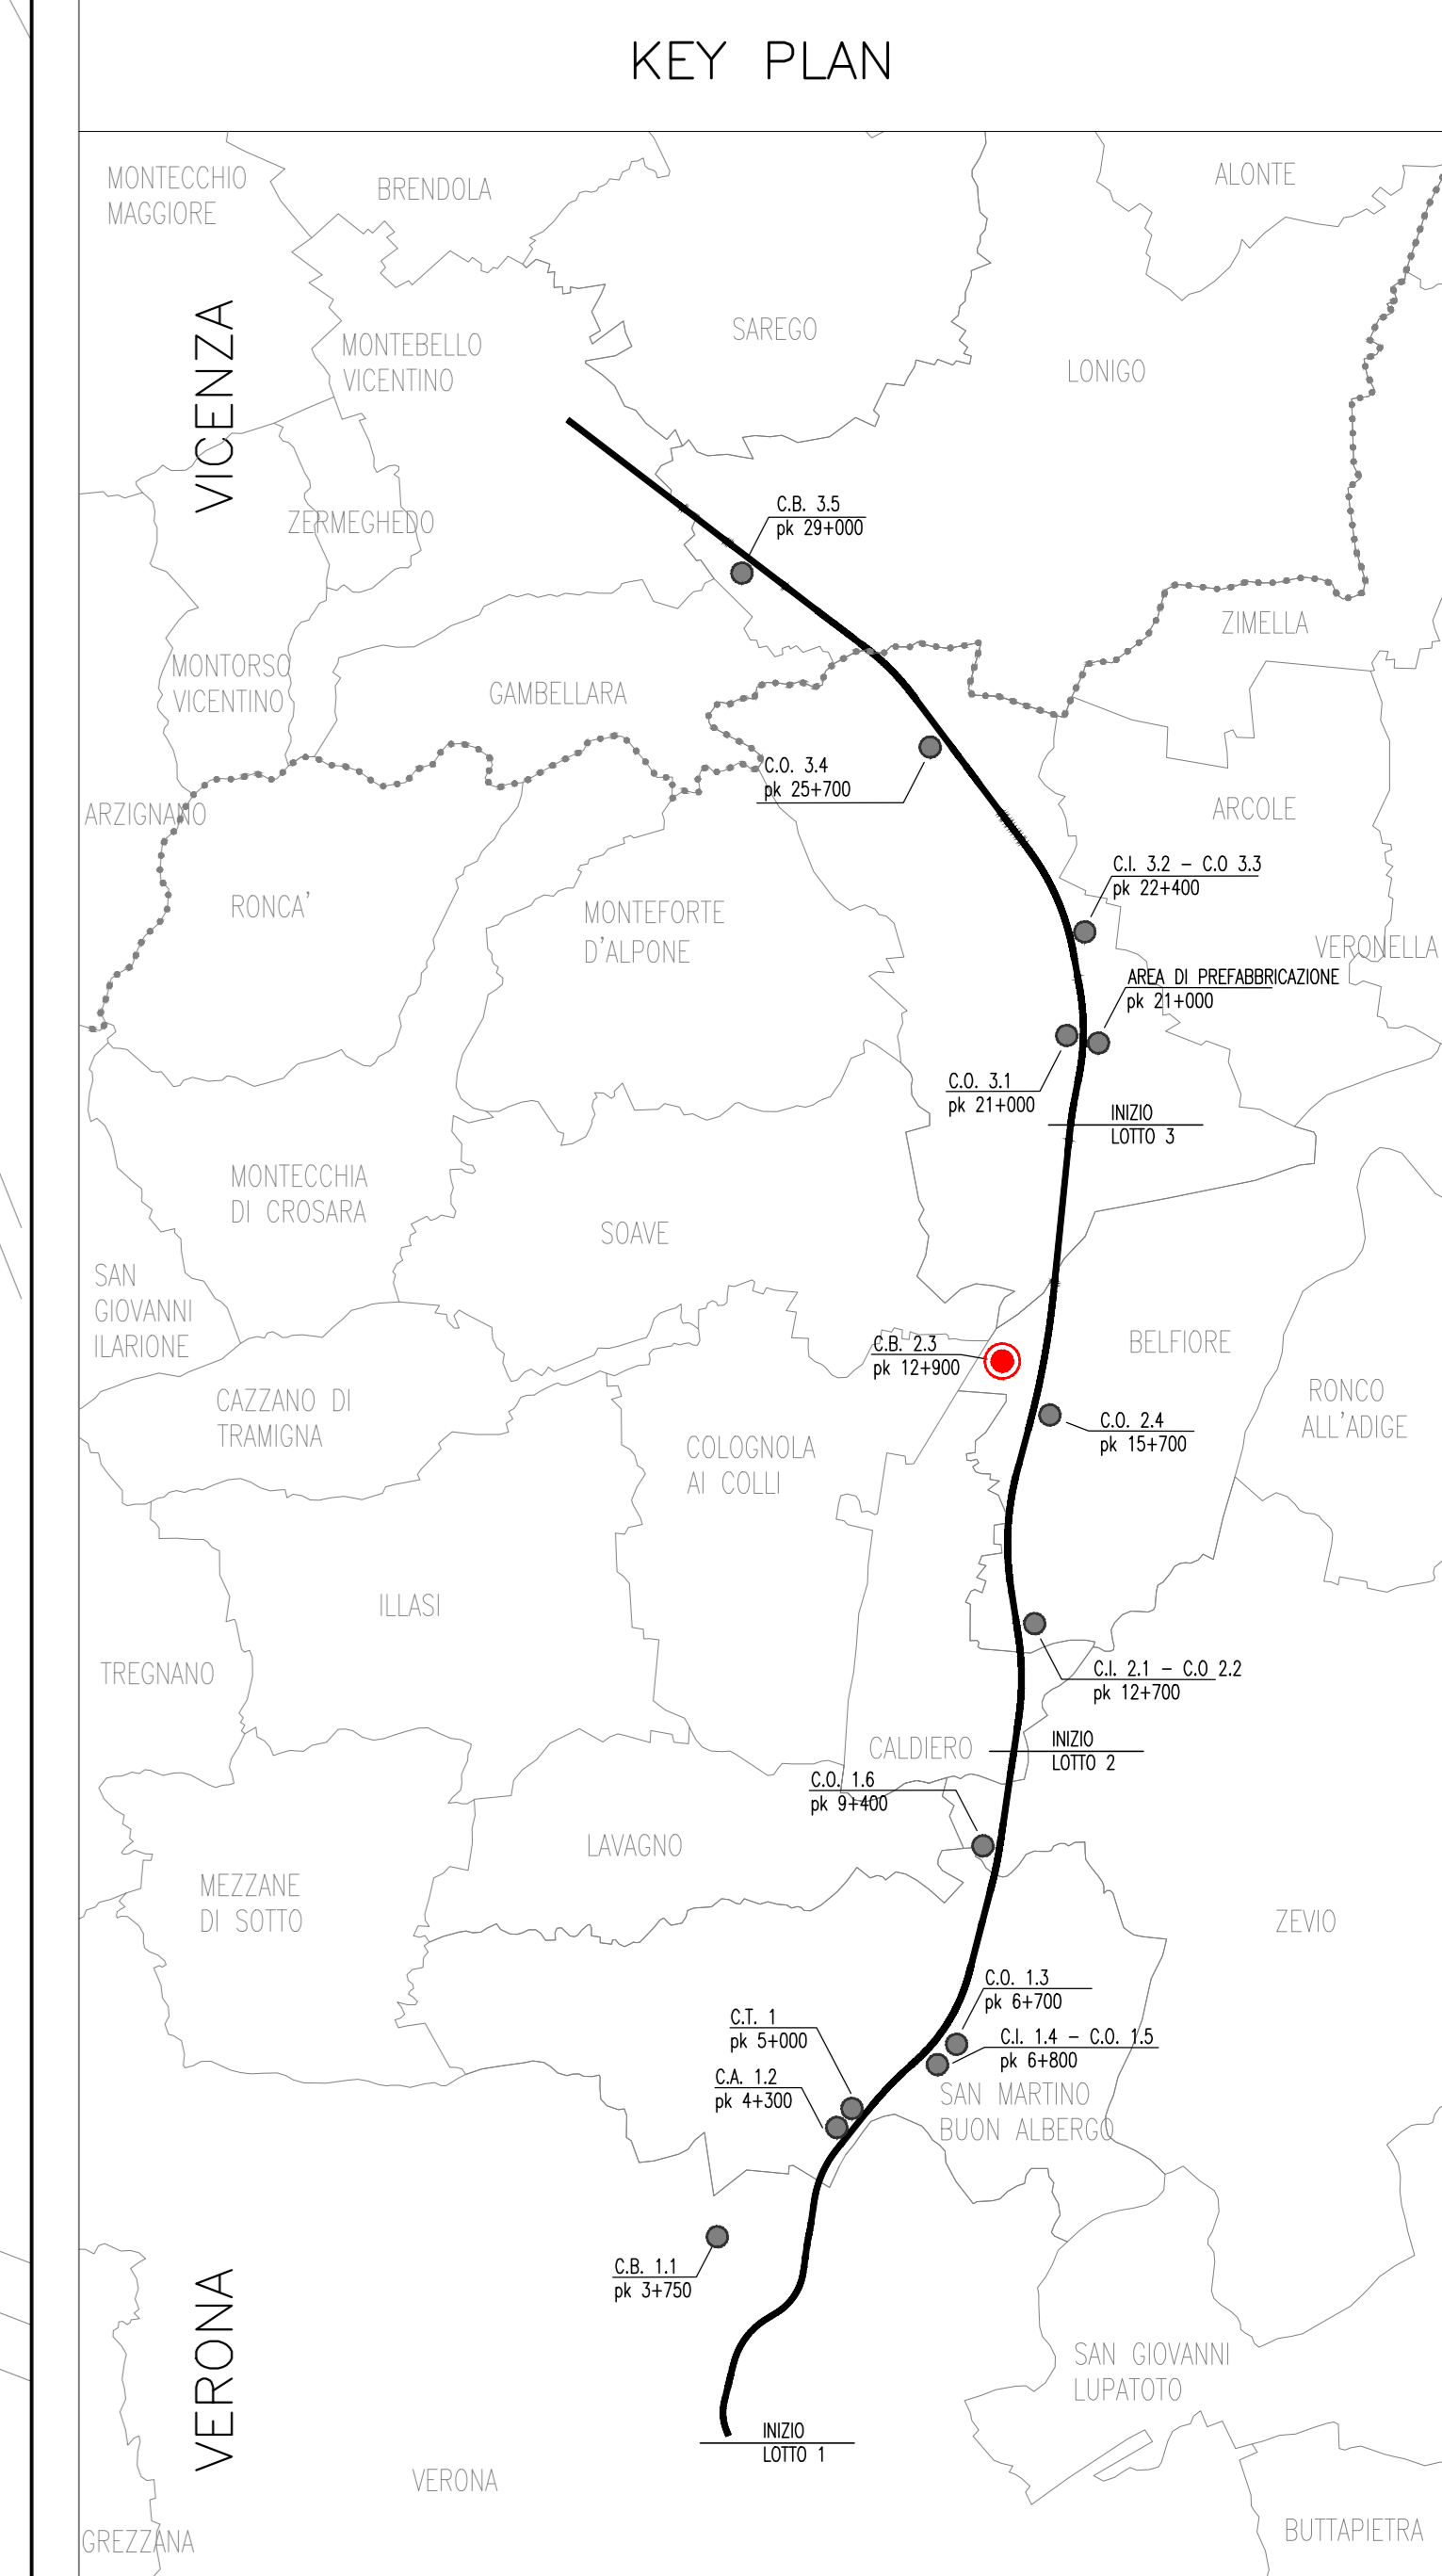 KEY PLAN
MONTECCHIO
MAGGIORE
BRENDOLA
ALONTE
VICENZA
MONTEBELLO
VICENTINO
SAREGO
LONIGO
C.B. 3.5
pk 29+000
ZERMEGHEDO
ZIMELLA
MONTORSO
VICENTINO
GAMBELLARA
C.O. 3.4
pk 25+700
ARZIGNANO
ARCOLE
C.I. 3.2 – C.O 3.3
pk 22+400
RONCA'
MONTEFORTE
D'ALPONE
VERONELLA
AREA DI PREFABBRICAZIONE
pk 21+000
C.O. 3.1
pk 21+000
INIZIO
LOTTO 3
MONTECCHIA
DI CROSARA
SOAVE
SAN
GIOVANNI
ILARIONE
C.B. 2.3
pk 12+900
BELFIORE
CAZZANO DI
TRAMIGNA
RONCO
ALL'ADIGE
C.O. 2.4
pk 15+700
COLOGNOLA
AI COLLI
ILLASI
TREGNANO
C.I. 2.1 – C.O 2.2
pk 12+700
CALDIERO
INIZIO
LOTTO 2
C.O. 1.6
pk 9+400
LAVAGNO
MEZZANE
DI SOTTO
ZEVIO
C.O. 1.3
pk 6+700
C.T. 1
pk 5+000
C.I. 1.4 – C.O. 1.5
pk 6+800
C.A. 1.2
pk 4+300
SAN MARTINO
BUON ALBERGO
C.B. 1.1
pk 3+750
VERONA
SAN GIOVANNI
LUPATOTO
INIZIO
LOTTO 1
VERONA
BUTTAPIETRA
GREZZANA